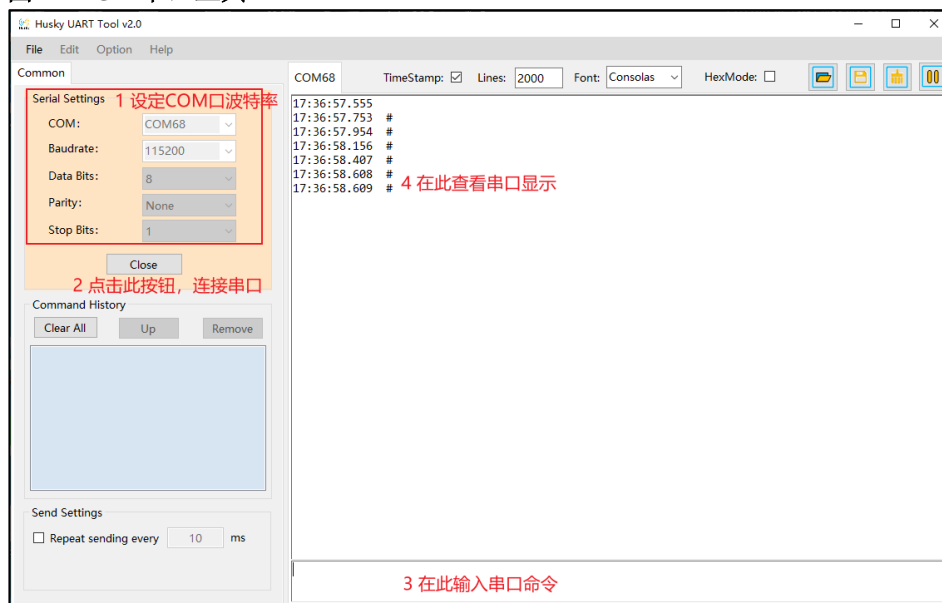 Husky UART Tool v2.0
File Edit Option Help
Common
COM68 TimeStamp: Lines: 2000 Font: Consolas HexMode:
Serial Settings 1 设定COM口波特率
COM: COM68
Baudrate: 115200
Data Bits: 8
Parity: None
Stop Bits: 1
Close
2 点击此按钮，连接串口
Command History
Clear All Up Remove
Send Settings
Repeat sending every 10 ms
17:36:57.555
17:36:57.753 #
17:36:57.954 #
17:36:58.156 #
17:36:58.407 #
17:36:58.608 #
17:36:58.609 # 4 在此查看串口显示
3 在此输入串口命令